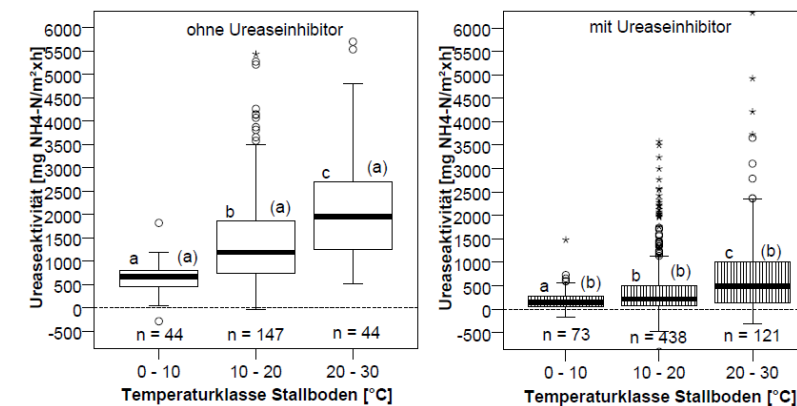 ohne Ureaseinhibitor
Ureaseaktivität [mg NH4-N/m²xh]
6000
5500
5000
4500
4000
3500
3000
2500
2000
1500
1000
500
0
-500
a (a)
b (a)
c (a)
n = 44 n = 147 n = 44
0 - 10 10 - 20 20 - 30
Temperaturklasse Stallboden [°C]
mit Ureaseinhibitor
Ureaseaktivität [mg NH4-N/m²xh]
6000
5500
5000
4500
4000
3500
3000
2500
2000
1500
1000
500
0
-500
a (b)
b (b)
c (b)
n = 73 n = 438 n = 121
0 - 10 10 - 20 20 - 30
Temperaturklasse Stallboden [°C]